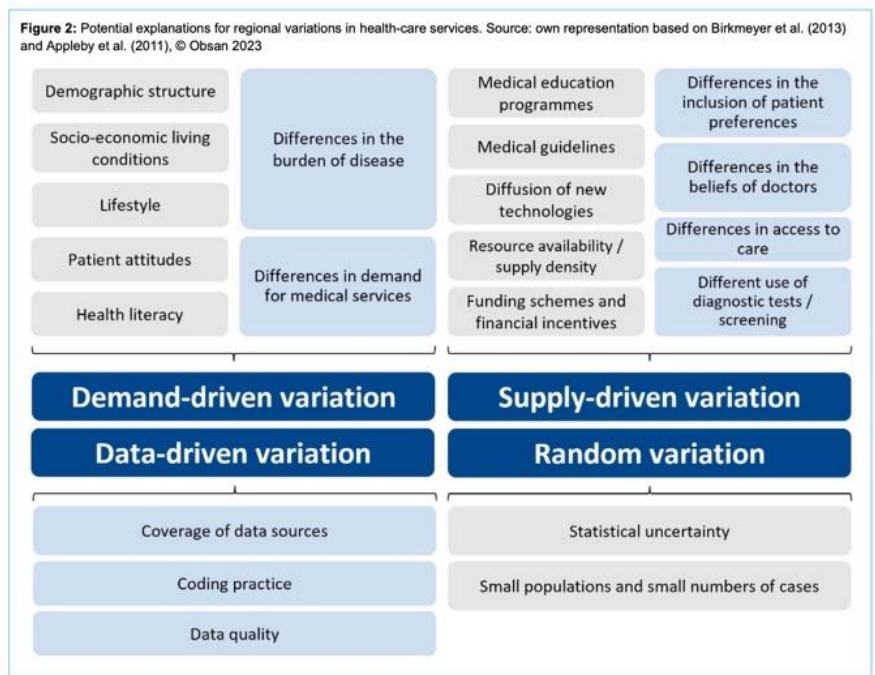 Figure 2: Potential explanations for regional variations in health-care services. Source: own representation based on Birkmeyer et al. (2013)
and Appleby et al. (2011), © Obsan 2023
Demographic structure
Socio-economic living
conditions
Lifestyle
Patient attitudes
Health literacy
Differences in the
burden of disease
Differences in demand
for medical services
Medical education
programmes
Medical guidelines
Diffusion of new
technologies
Resource availability /
supply density
Funding schemes and
financial incentives
Differences in the
inclusion of patient
preferences
Differences in the
beliefs of doctors
Differences in access to
care
Different use of
diagnostic tests /
screening
Demand-driven variation
Supply-driven variation
Data-driven variation
Random variation
Coverage of data sources
Coding practice
Data quality
Statistical uncertainty
Small populations and small numbers of cases